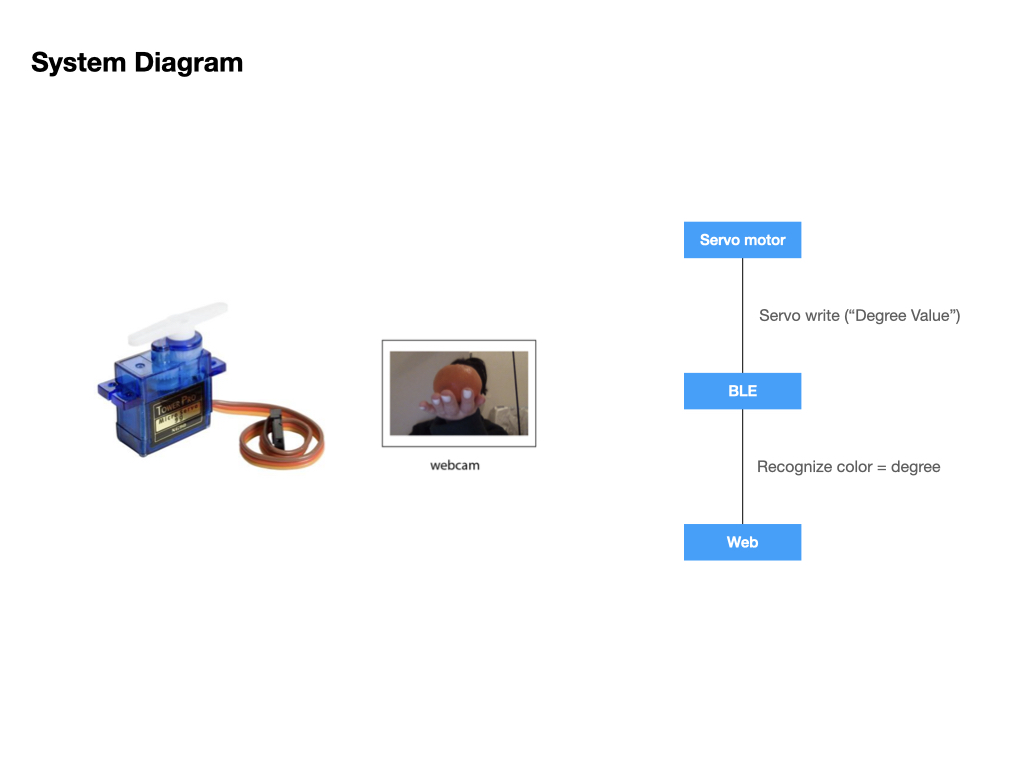 System Diagram
Servo motor
Servo write (“Degree Value”)
BLE
Recognize color = degree
Web
Tower Pro
webcam